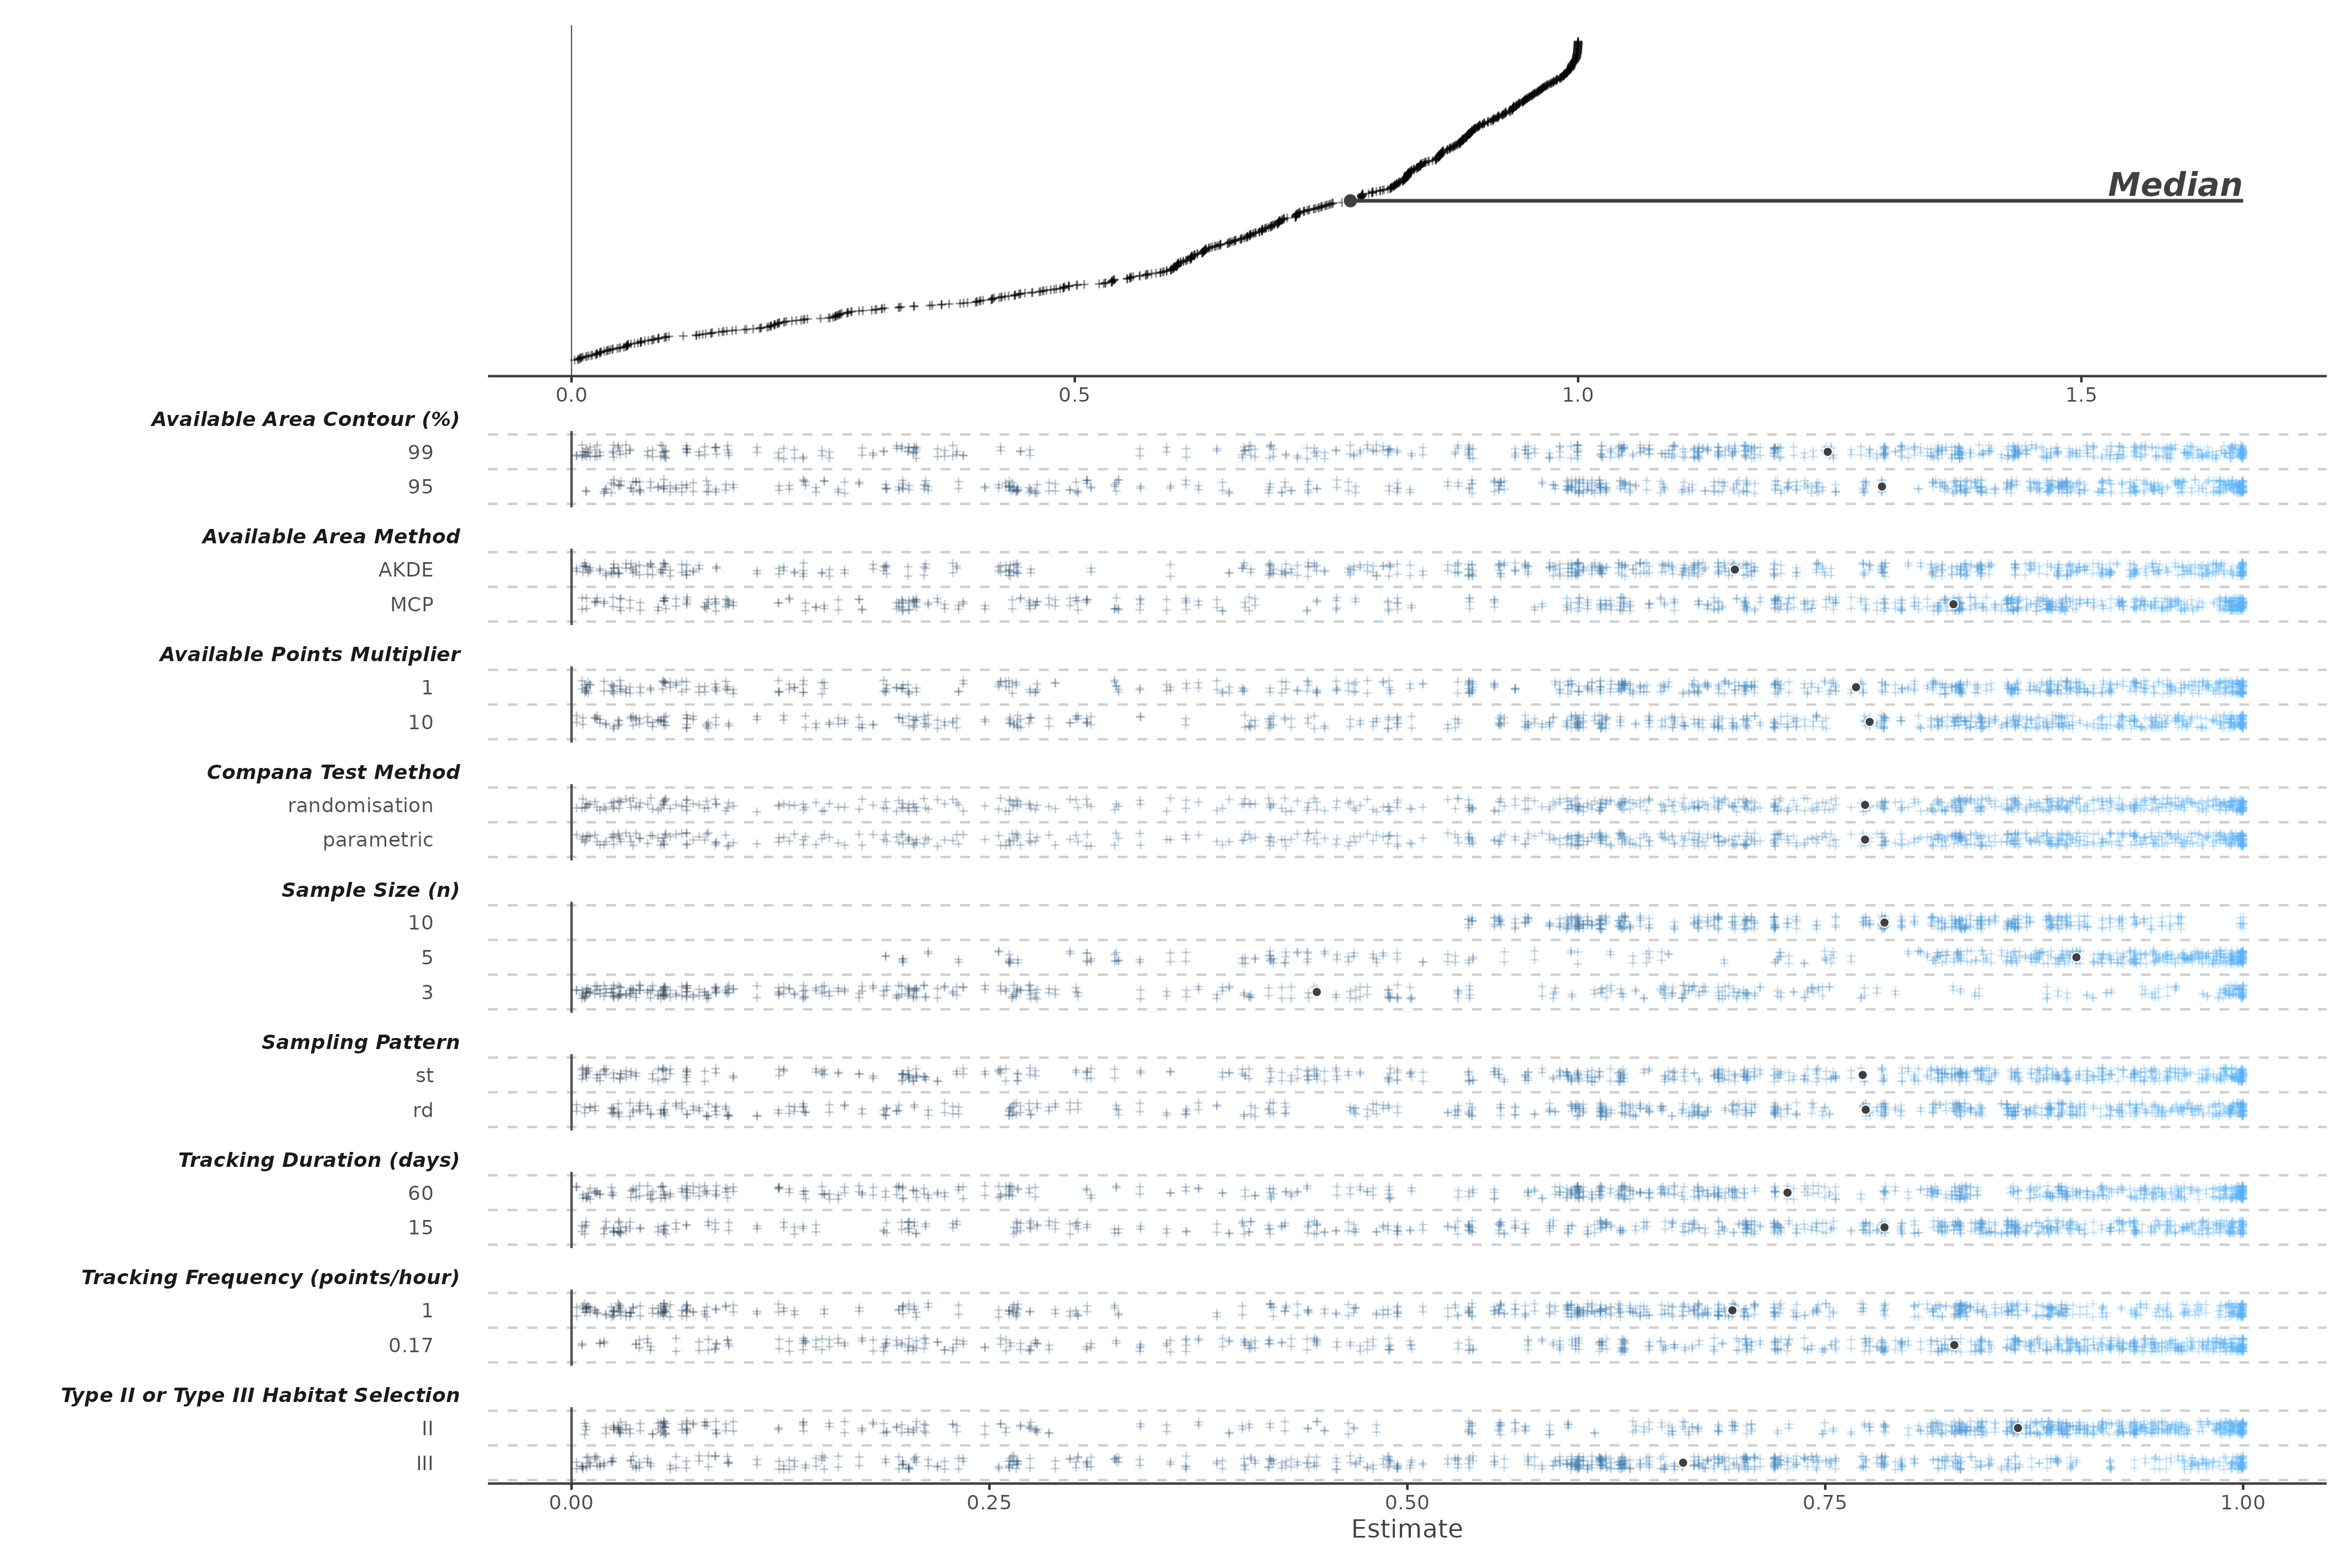 Median
0.0 0.5 1.0 1.5
Available Area Contour (%)
99
95
Available Area Method
AKDE
MCP
Available Points Multiplier
1
10
Compana Test Method
randomisation
parametric
Sample Size (n)
10
5
3
Sampling Pattern
st
rd
Tracking Duration (days)
60
15
Tracking Frequency (points/hour)
1
0.17
Type II or Type III Habitat Selection
II
III
0.00 0.25 0.50 0.75 1.00
Estimate